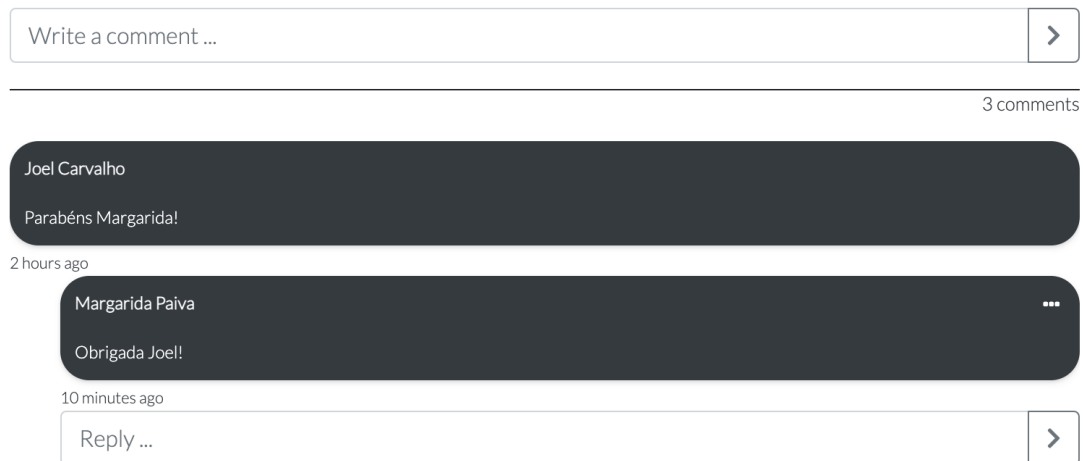 Write a comment ...
3 comments
Joel Carvalho
Parabéns Margarida!
2 hours ago
Margarida Paiva
Obrigada Joel!
10 minutes ago
Reply ...